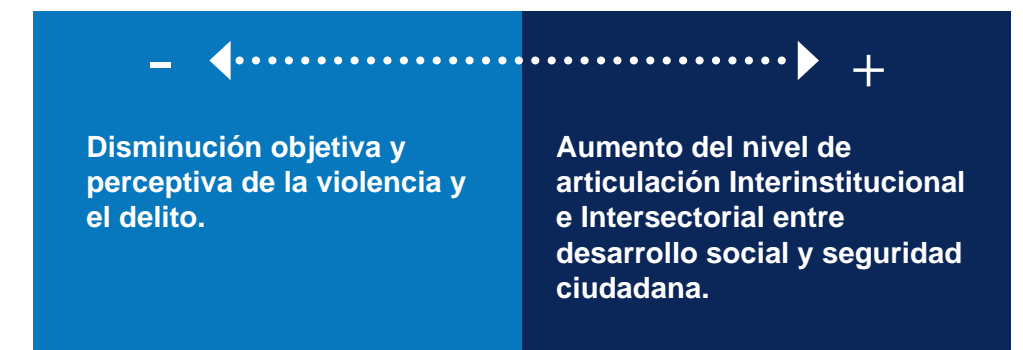 - +
Disminución objetiva y
perceptiva de la violencia y
el delito.
Aumento del nivel de
articulación Interinstitucional
e Intersectorial entre
desarrollo social y seguridad
ciudadana.